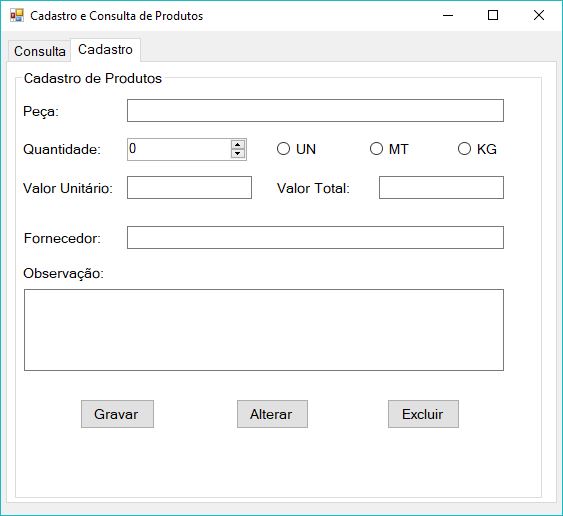 Cadastro e Consulta de Produtos
Consulta Cadastro
Cadastro de Produtos
Peça:
Quantidade: 0 UN MT KG
Valor Unitário: Valor Total:
Fornecedor:
Observação:
Gravar Alterar Excluir